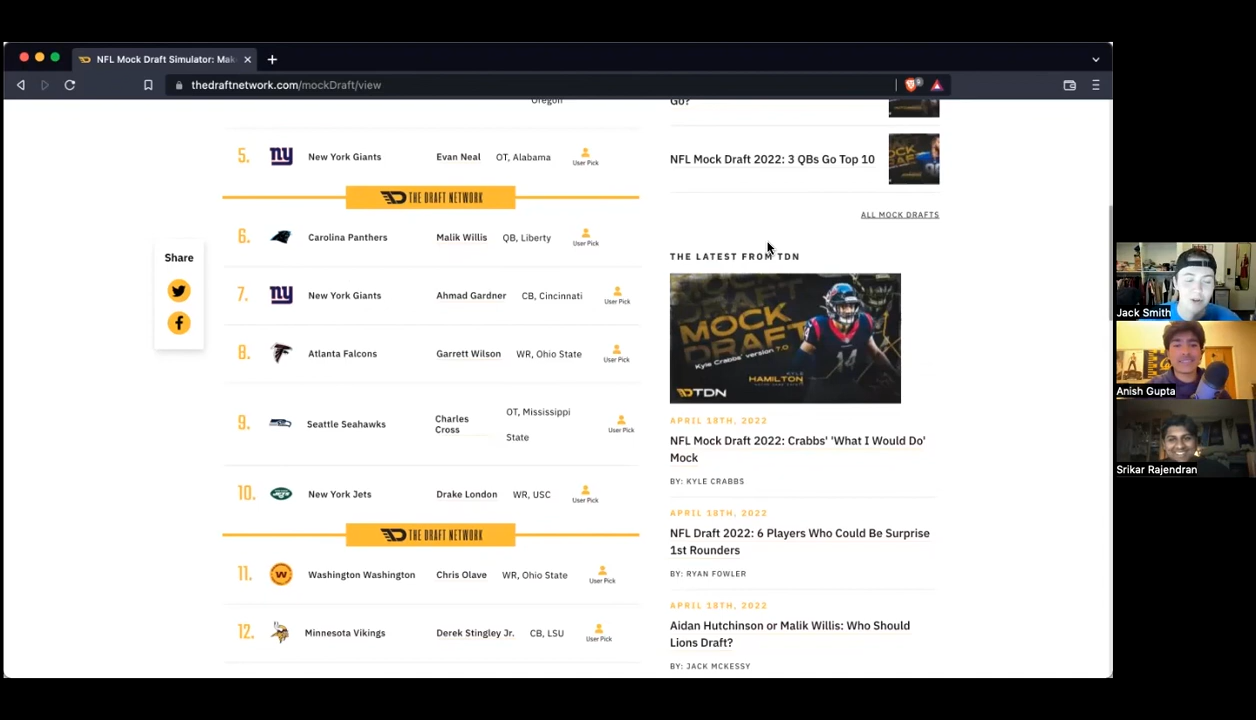 NFL Mock Draft Simulator: Mak
thedraftnetwork.com/mockDraft/view
Oregon
5. New York Giants Evan Neal OT, Alabama User Pick
THE DRAFT NETWORK
6. Carolina Panthers Malik Willis QB, Liberty User Pick
7. New York Giants Ahmad Gardner CB, Cincinnati User Pick
8. Atlanta Falcons Garrett Wilson WR, Ohio State User Pick
9. Seattle Seahawks Charles Cross OT, Mississippi State User Pick
10. New York Jets Drake London WR, USC User Pick
THE DRAFT NETWORK
11. Washington Washington Chris Olave WR, Ohio State User Pick
12. Minnesota Vikings Derek Stingley Jr. CB, LSU User Pick
Share
Go?
NFL Mock Draft 2022: 3 QBs Go Top 10
ALL MOCK DRAFTS
THE LATEST FROM TDN
MOCK DRAFT
Kyle Crabbs' version 7.0
KYLE
HAMILTON
TDN
APRIL 18TH, 2022
NFL Mock Draft 2022: Crabbs' 'What I Would Do'
Mock
BY: KYLE CRABBS
APRIL 18TH, 2022
NFL Draft 2022: 6 Players Who Could Be Surprise
1st Rounders
BY: RYAN FOWLER
APRIL 18TH, 2022
Aidan Hutchinson or Malik Willis: Who Should
Lions Draft?
BY: JACK MCKESSY
Jack Smith
Anish Gupta
Srikar Rajendran